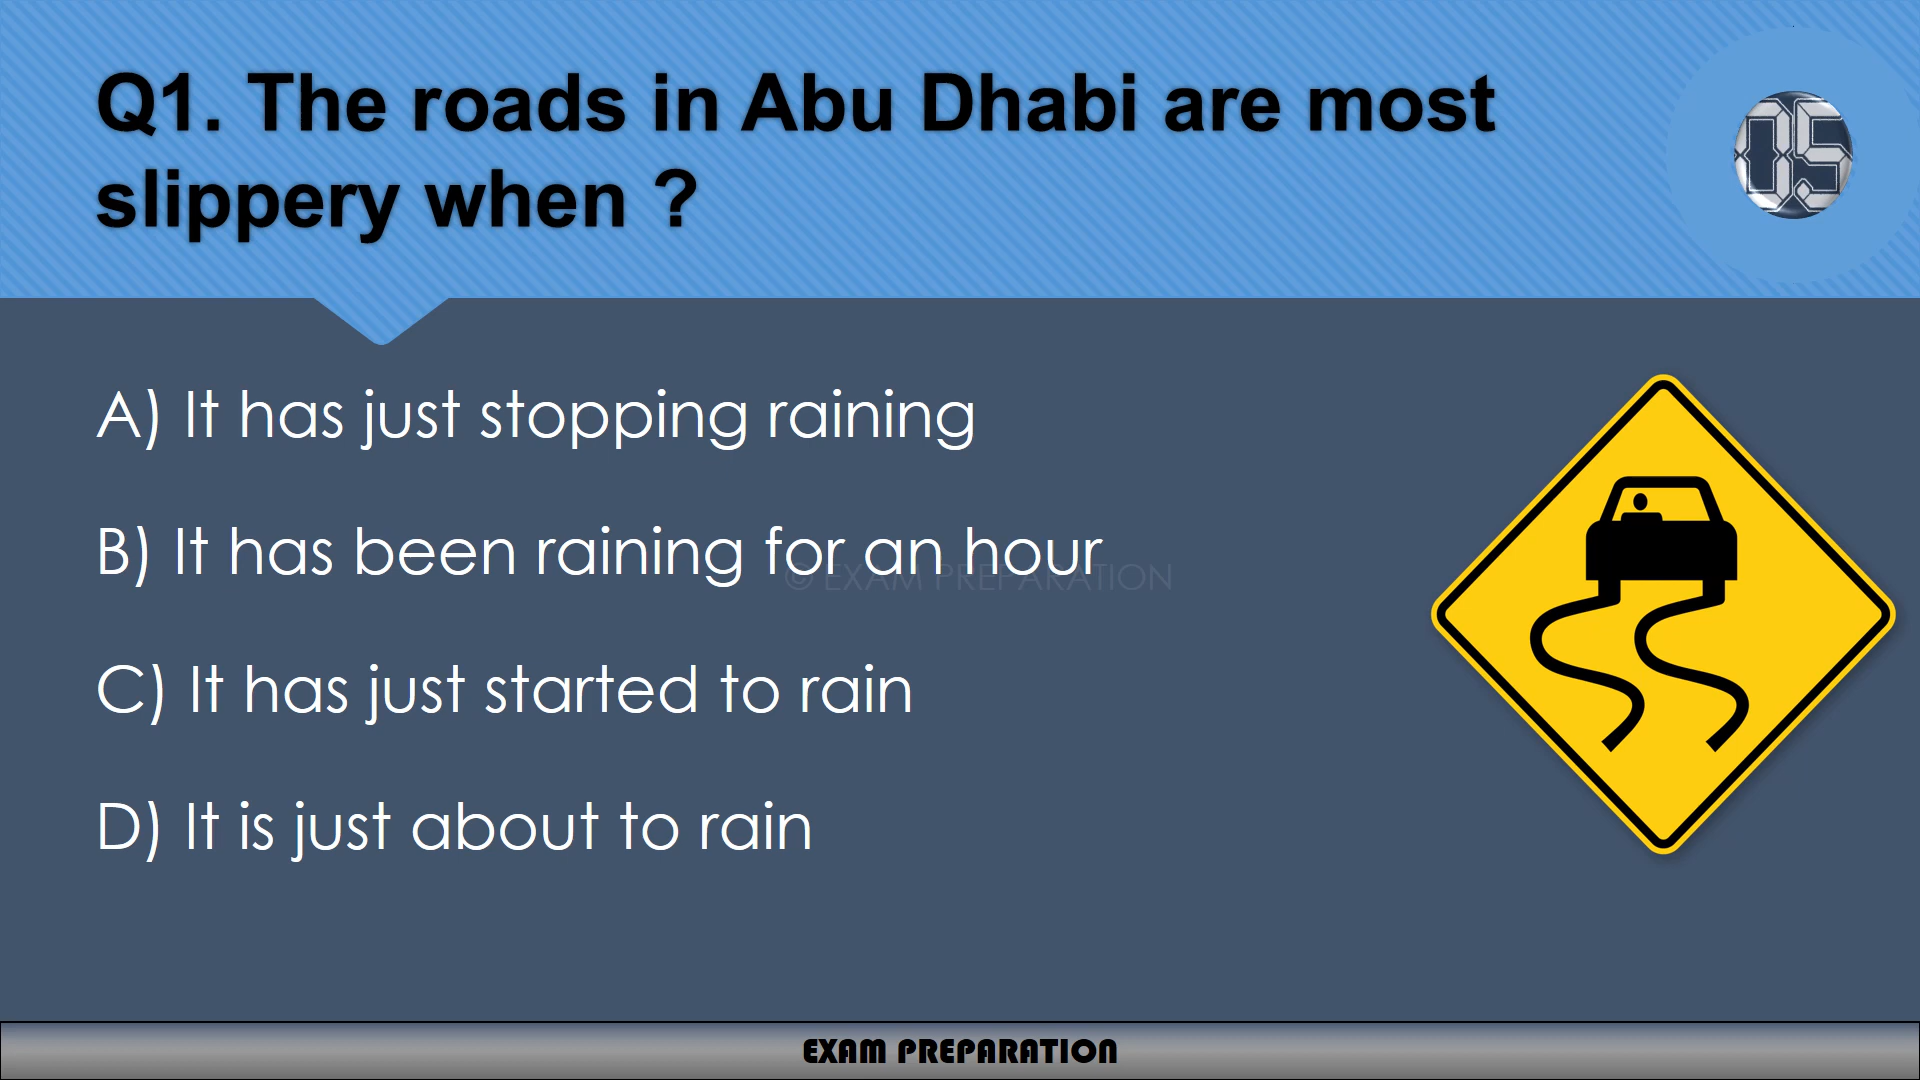 Q1. The roads in Abu Dhabi are most
slippery when ?
05
A) It has just stopping raining
B) It has been raining for an hour
© EXAM PREPARATION
C) It has just started to rain
D) It is just about to rain
EXAM PREPARATION